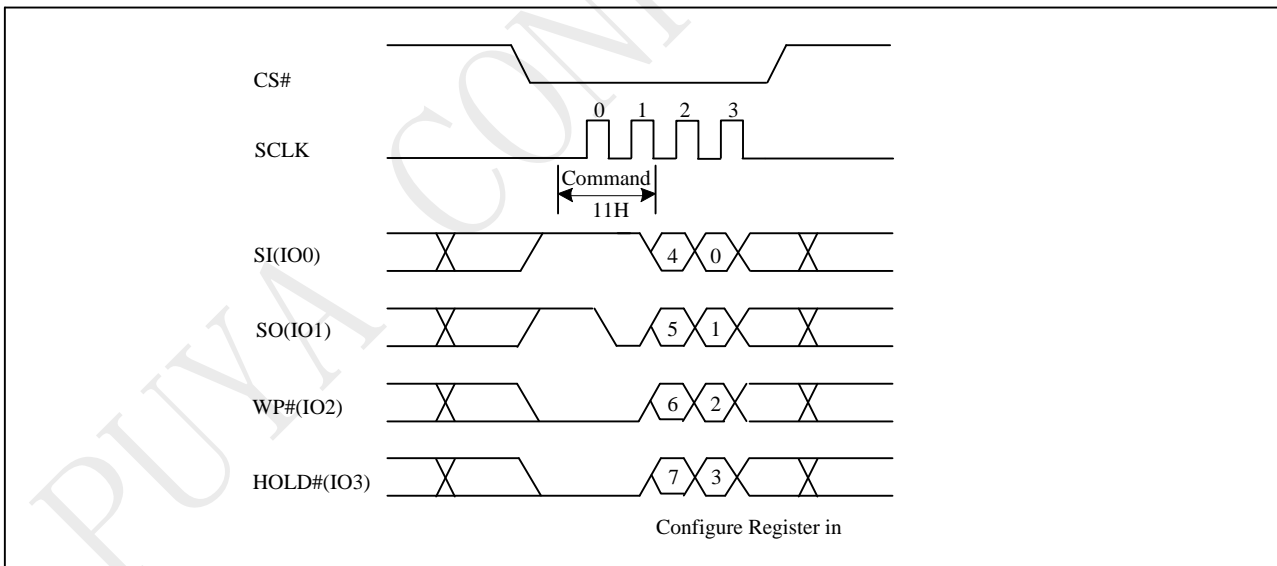 PUYA CONF
CS#
0 1 2 3
SCLK
Command
11H
SI(IO0)
4 0
SO(IO1)
5 1
WP#(IO2)
6 2
HOLD#(IO3)
7 3
Configure Register in